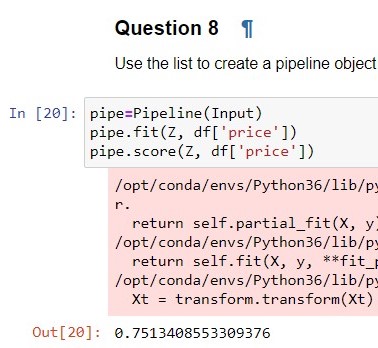 Question 8 ¶
Use the list to create a pipeline object
In [20]: pipe=Pipeline(Input)
pipe.fit(Z, df['price'])
pipe.score(Z, df['price'])
/opt/conda/envs/Python36/lib/py
r.
return self.partial_fit(X, y)
/opt/conda/envs/Python36/lib/py
return self.fit(X, y, **fit_p
/opt/conda/envs/Python36/lib/py
Xt = transform.transform(Xt)
Out[20]: 0.7513408553309376